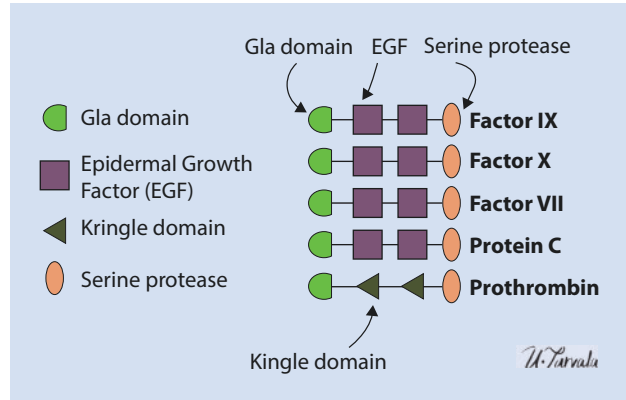 Gla domain EGF Serine protease
Gla domain
Epidermal Growth
Factor (EGF)
Kringle domain
Serine protease
Factor IX
Factor X
Factor VII
Protein C
Prothrombin
Kingle domain
U. Tarvala